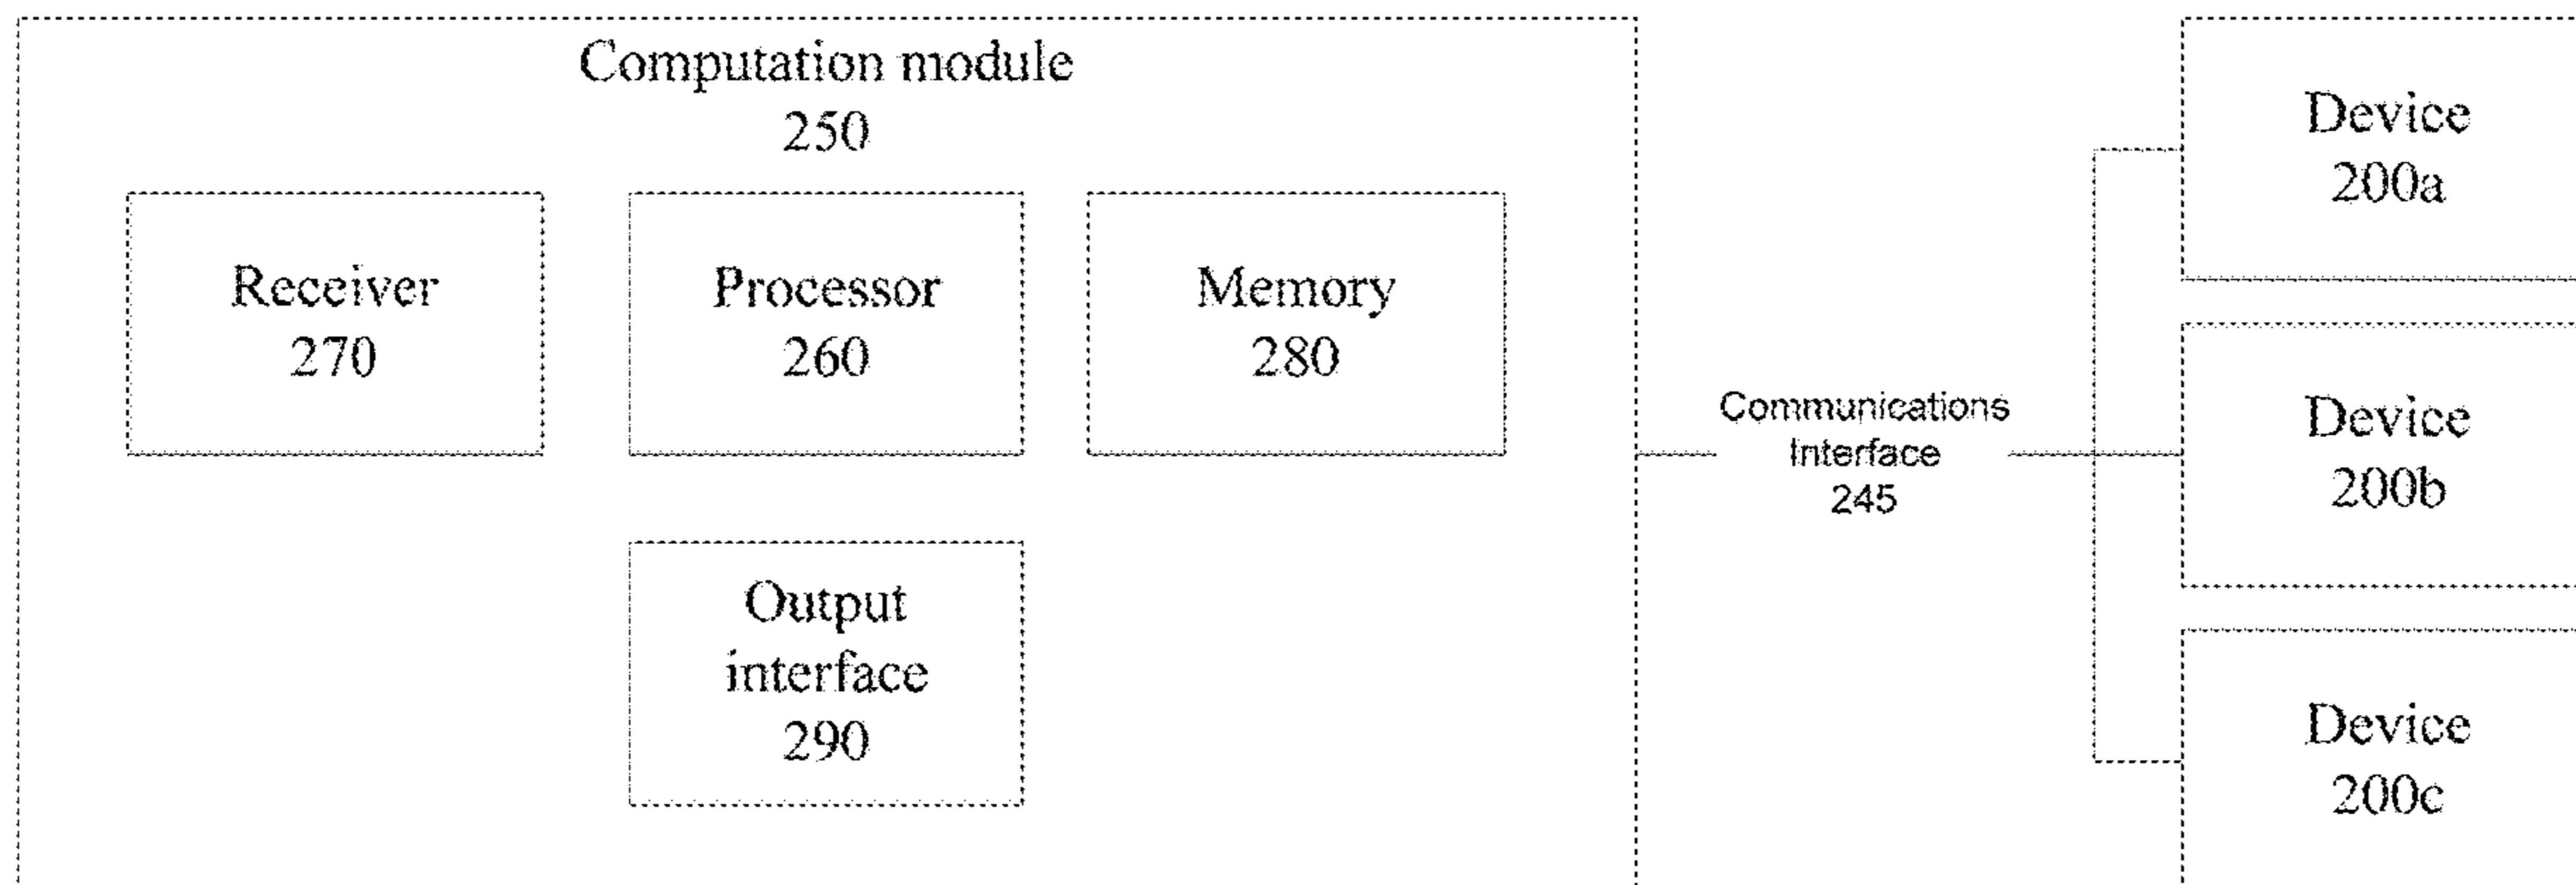 Computation module
250
Receiver
270
Processor
260
Memory
280
Output
interface
290
Communications
Interface
245
Device
200a
Device
200b
Device
200c